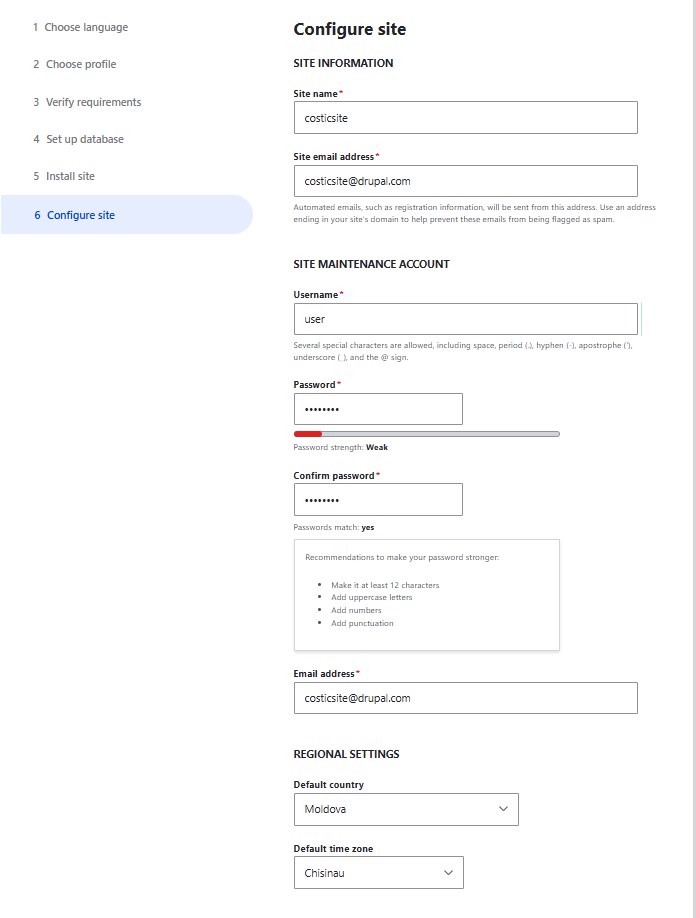 1 Choose language
2 Choose profile
3 Verify requirements
4 Set up database
5 Install site
6 Configure site
Configure site
SITE INFORMATION
Site name*
costicsite
Site email address*
costicsite@drupal.com
Automated emails, such as registration information, will be sent from this address. Use an address
ending in your site's domain to help prevent these emails from being flagged as spam.
SITE MAINTENANCE ACCOUNT
Username*
user
Several special characters are allowed, including space, period (.), hyphen (-), apostrophe ('),
underscore (_), and the @ sign.
Password*
••••••••
Password strength: Weak
Confirm password*
••••••••
Passwords match: yes
Recommendations to make your password stronger:
• Make it at least 12 characters
• Add uppercase letters
• Add numbers
• Add punctuation
Email address*
costicsite@drupal.com
REGIONAL SETTINGS
Default country
Moldova
Default time zone
Chisinau